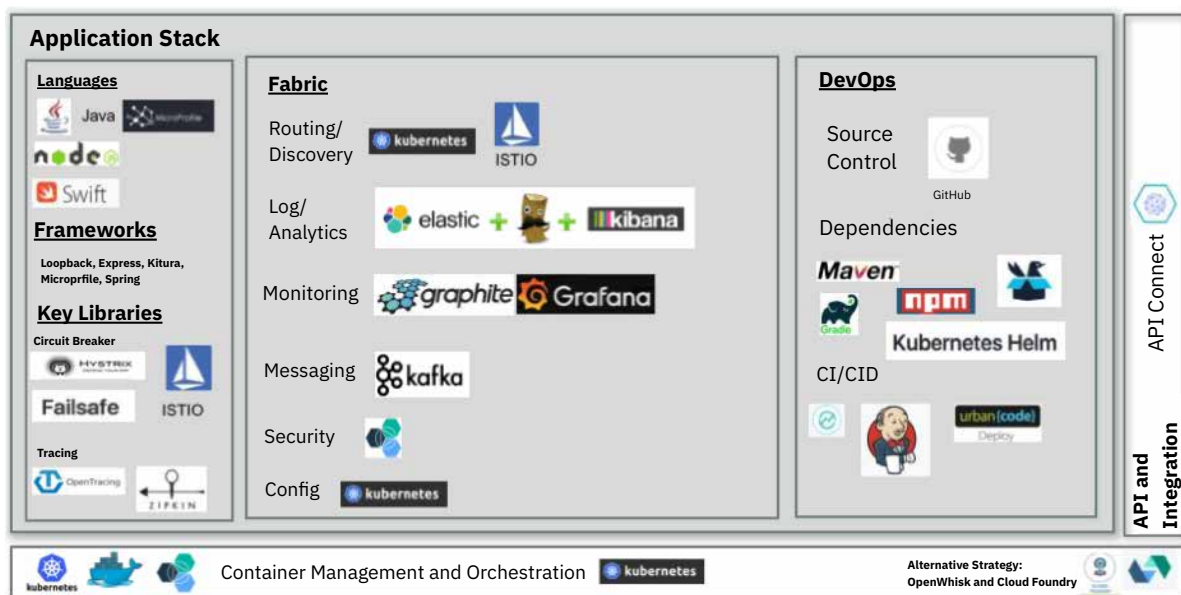 Application Stack
Languages
Java
MicroProfile
node
Swift
Frameworks
Loopback, Express, Kitura,
Microprfile, Spring
Key Libraries
Circuit Breaker
HYSTRIX
Failsafe
ISTIO
Tracing
OpenTracing
ZIPKIN
Fabric
Routing/
Discovery
kubernetes
ISTIO
Log/
Analytics
elastic + + kibana
Monitoring
graphite Grafana
Messaging
kafka
Security
Config
kubernetes
DevOps
Source
Control
GitHub
Dependencies
Maven
npm
Gradle
Kubernetes Helm
CI/CID
urban{code}
Deploy
API Connect
API and
Integration
kubernetes
Container Management and Orchestration
kubernetes
Alternative Strategy:
OpenWhisk and Cloud Foundry